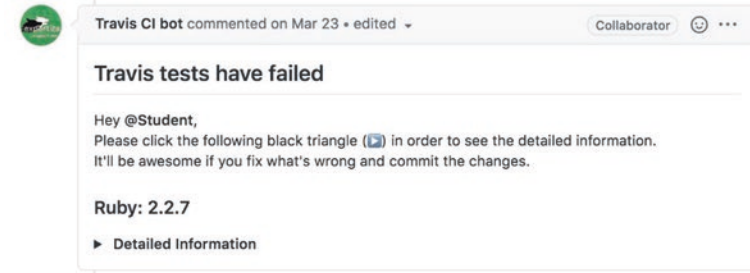 Travis CI bot commented on Mar 23 • edited
Collaborator
Travis tests have failed
Hey @Student,
Please click the following black triangle (▶️) in order to see the detailed information.
It'll be awesome if you fix what's wrong and commit the changes.
Ruby: 2.2.7
▶ Detailed Information